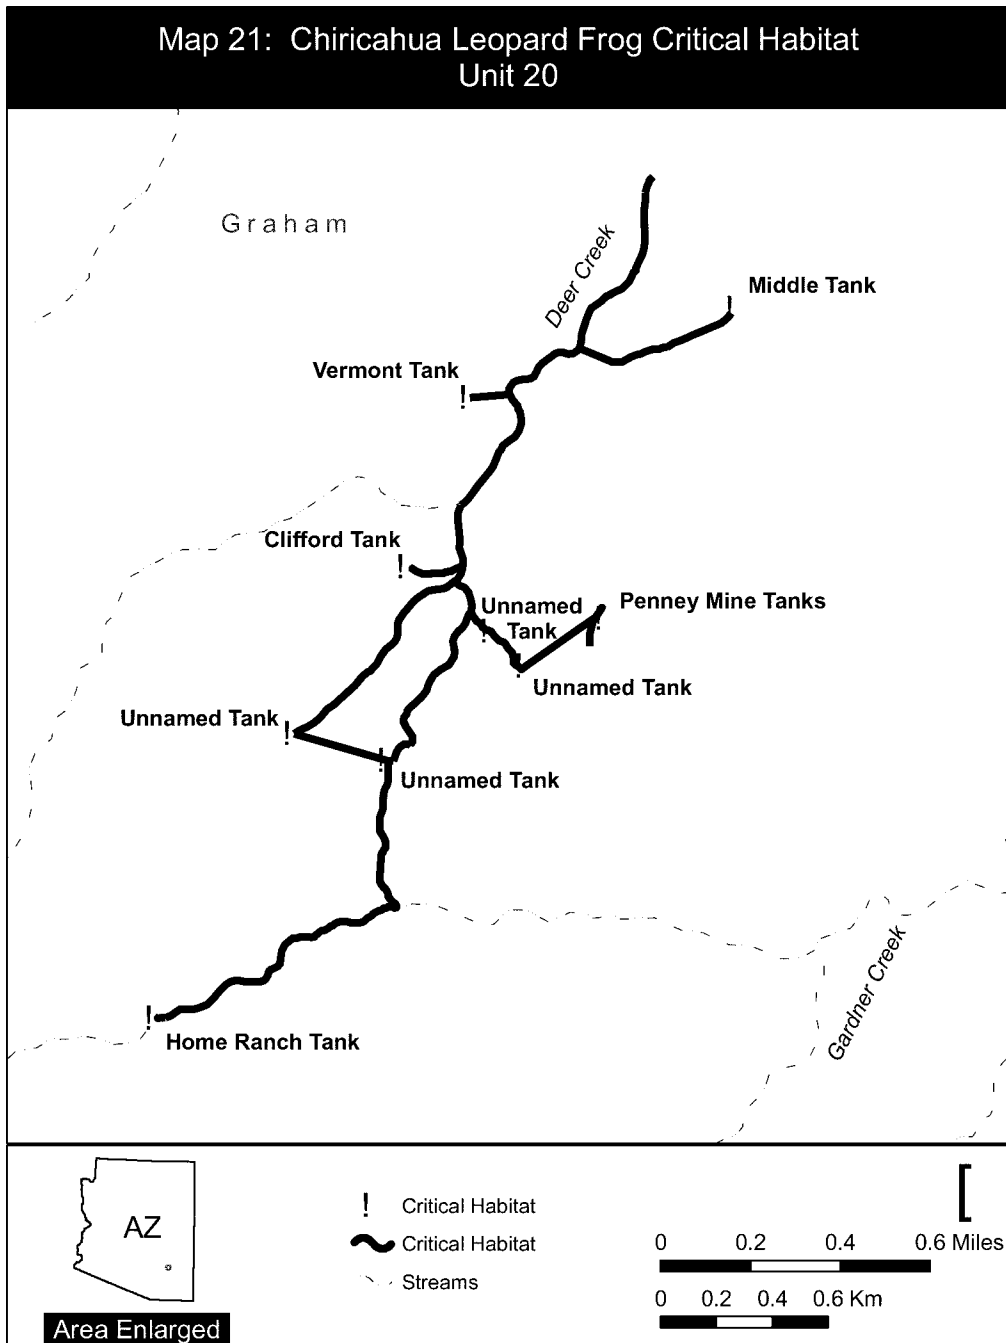 Map 21: Chiricahua Leopard Frog Critical Habitat
Unit 20
Graham
Deer Creek
Middle Tank
Vermont Tank
Clifford Tank
Unnamed
Tank
Penney Mine Tanks
Unnamed Tank
Unnamed Tank
Unnamed Tank
Gardner Creek
Home Ranch Tank
AZ
Area Enlarged
! Critical Habitat
Critical Habitat
Streams
0 0.2 0.4 0.6 Miles
0 0.2 0.4 0.6 Km